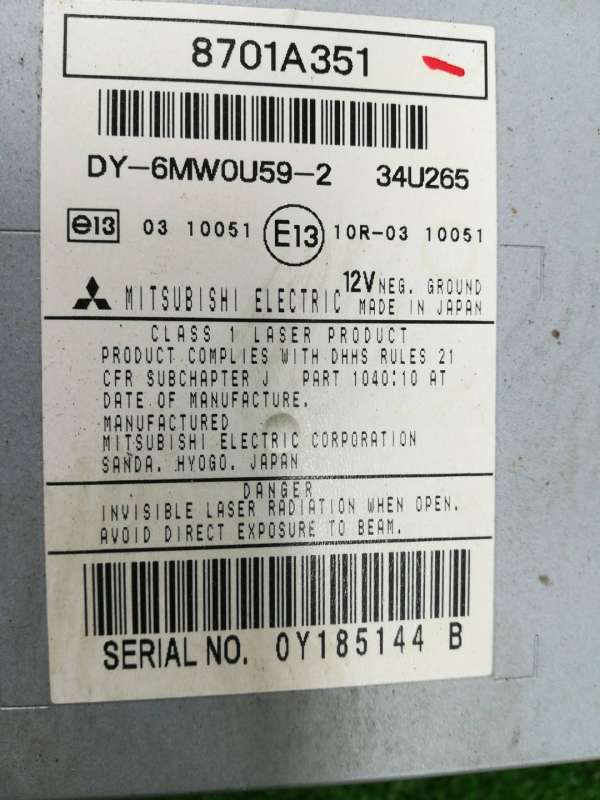 8701A351
DY-6MW0U59-2 34U265
e13 03 10051 E13 10R-03 10051
MITSUBISHI ELECTRIC 12V NEG. GROUND
MADE IN JAPAN
CLASS 1 LASER PRODUCT
PRODUCT COMPLIES WITH DHHS RULES 21
CFR SUBCHAPTER J PART 1040:10 AT
DATE OF MANUFACTURE.
MANUFACTURED
MITSUBISHI ELECTRIC CORPORATION
SANDA. HYOGO. JAPAN
DANGER
INVISIBLE LASER RADIATION WHEN OPEN.
AVOID DIRECT EXPOSURE TO BEAM.
SERIAL NO. 0Y185144 B